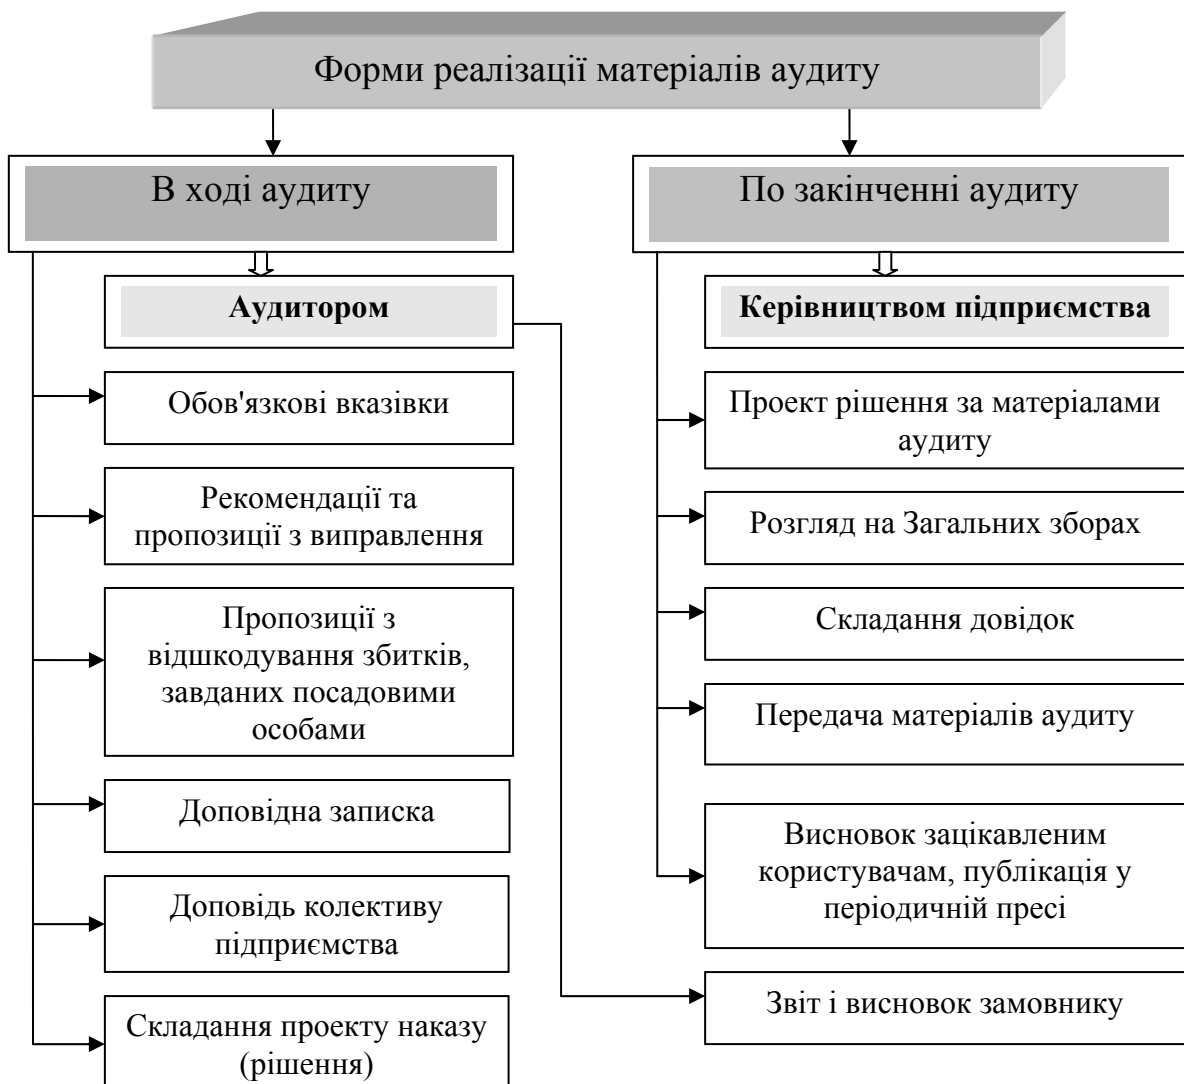 Форми реалізації матеріалів аудиту
В ході аудиту
Аудитором
Обов'язкові вказівки
Рекомендації та
пропозиції з виправлення
Пропозиції з
відшкодування збитків,
завданих посадовими
особами
Доповідна записка
Доповідь колективу
підприємства
Складання проекту наказу
(рішення)
По закінченні аудиту
Керівництвом підприємства
Проект рішення за матеріалами
аудиту
Розгляд на Загальних зборах
Складання довідок
Передача матеріалів аудиту
Висновок зацікавленим
користувачам, публікація у
періодичній пресі
Звіт і висновок замовнику